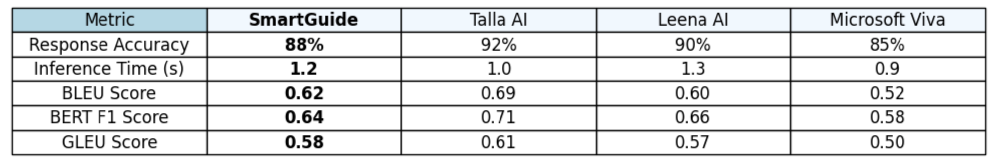 Metric SmartGuide Talla AI Leena AI Microsoft Viva
Response Accuracy 88% 92% 90% 85%
Inference Time (s) 1.2 1.0 1.3 0.9
BLEU Score 0.62 0.69 0.60 0.52
BERT F1 Score 0.64 0.71 0.66 0.58
GLEU Score 0.58 0.61 0.57 0.50